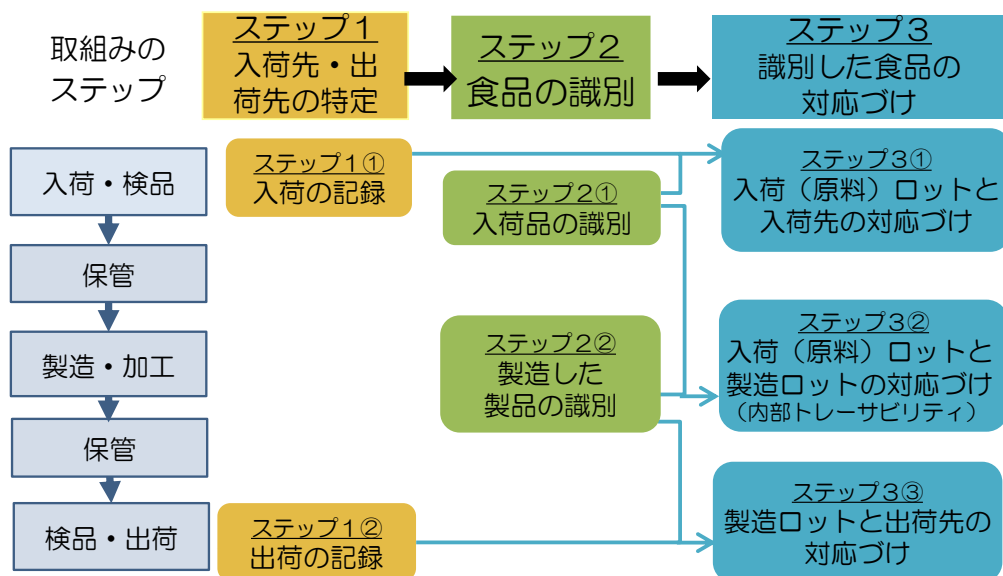 取組みの
ステップ
ステップ１
入荷先・出
荷先の特定
ステップ２
食品の識別
ステップ３
識別した食品の
対応づけ
入荷・検品
ステップ１①
入荷の記録
ステップ２①
入荷品の識別
ステップ３①
入荷（原料）ロットと
入荷先の対応づけ
保管
製造・加工
ステップ２②
製造した
製品の識別
ステップ３②
入荷（原料）ロットと
製造ロットの対応づけ
（内部トレーサビリティ）
保管
検品・出荷
ステップ１②
出荷の記録
ステップ３③
製造ロットと出荷先の
対応づけ